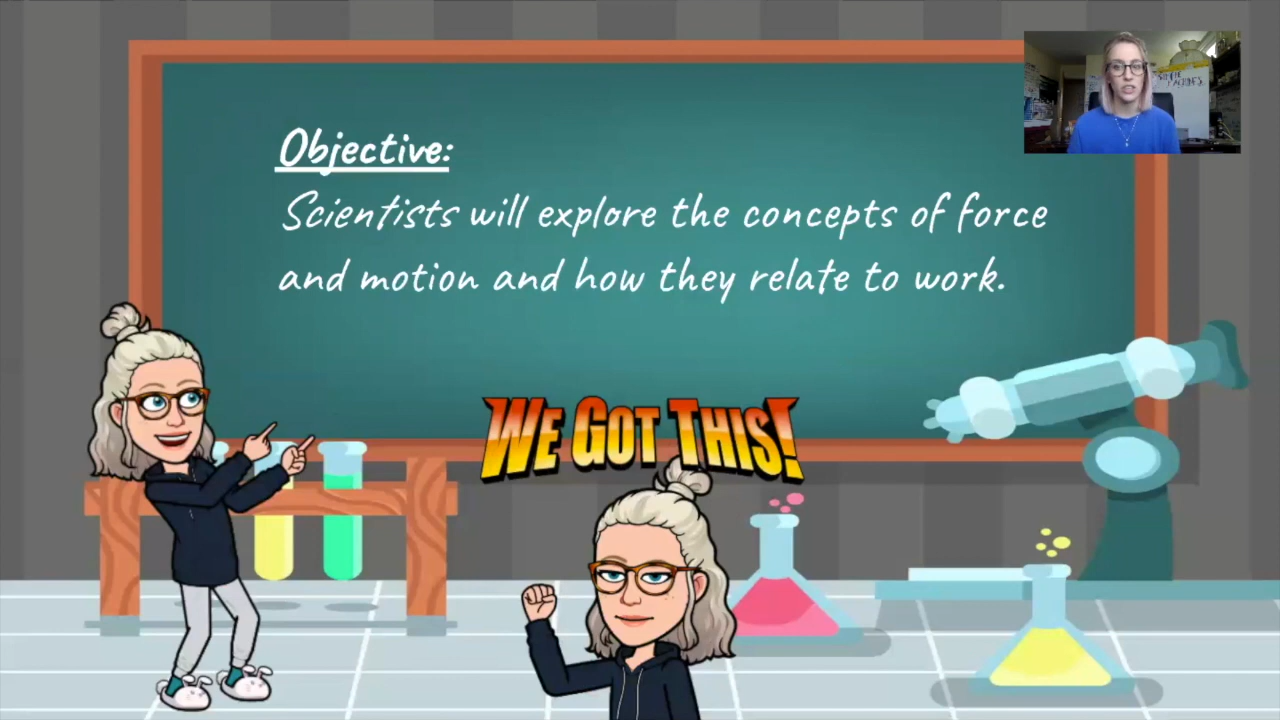 Objective:
Scientists will explore the concepts of force
and motion and how they relate to work.
WE GOT THIS!